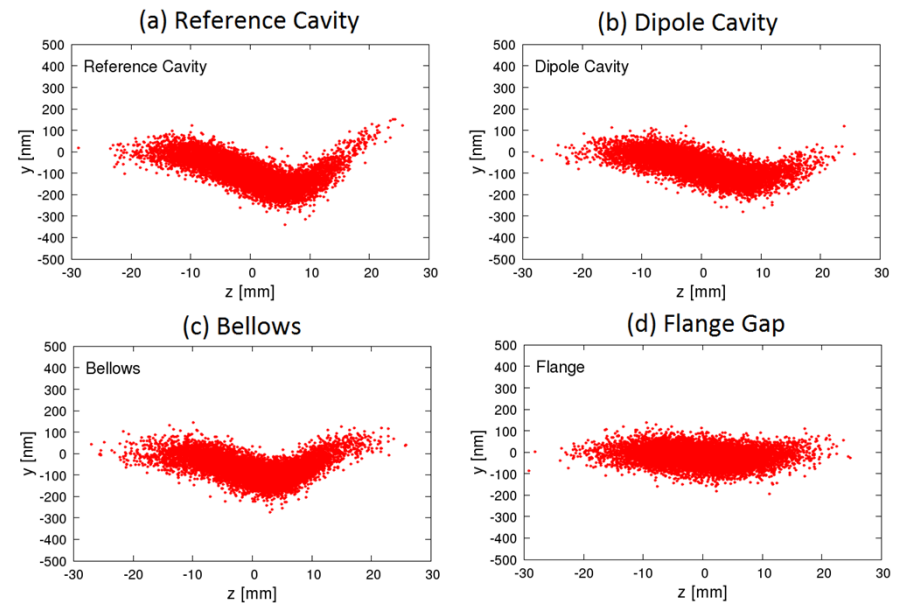 (a) Reference Cavity
500
400
300
200
100
0
-100
-200
-300
-400
-500
y [nm]
Reference Cavity
-30 -20 -10 0 10 20 30
z [mm]
(b) Dipole Cavity
500
400
300
200
100
0
-100
-200
-300
-400
-500
y [nm]
Dipole Cavity
-30 -20 -10 0 10 20 30
z [mm]
(c) Bellows
500
400
300
200
100
0
-100
-200
-300
-400
-500
y [nm]
Bellows
-30 -20 -10 0 10 20 30
z [mm]
(d) Flange Gap
500
400
300
200
100
0
-100
-200
-300
-400
-500
y [nm]
Flange
-30 -20 -10 0 10 20 30
z [mm]